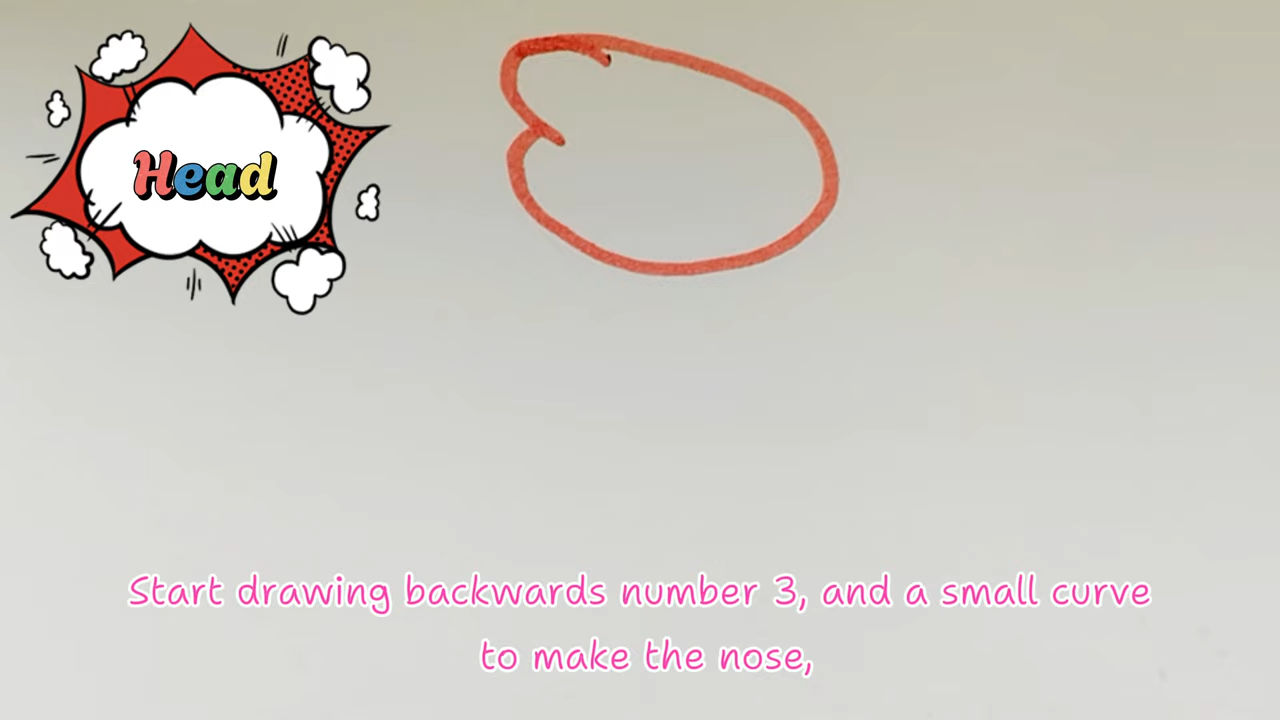 Head
Start drawing backwards number 3, and a small curve
to make the nose,